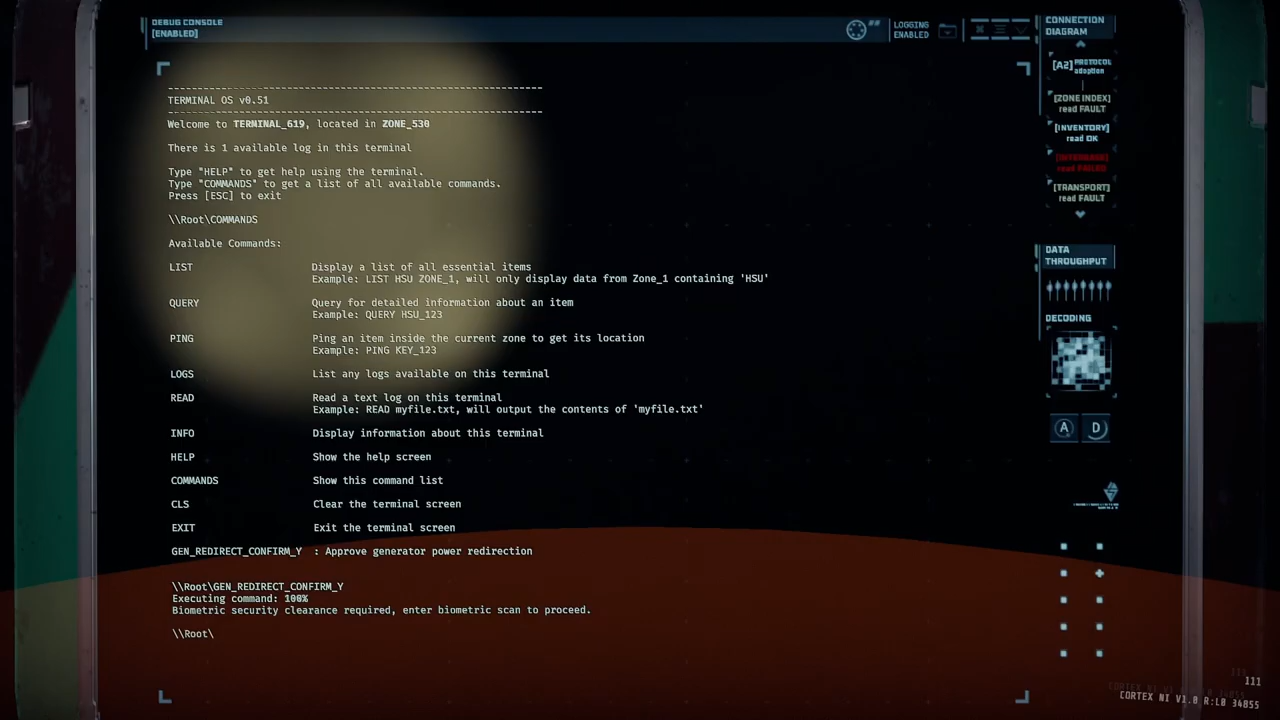 DEBUG CONSOLE
[ENABLED]
LOGGING
ENABLED
CONNECTION
DIAGRAM
----------------------------------------------------------------
TERMINAL OS v0.51
----------------------------------------------------------------
Welcome to TERMINAL_619, located in ZONE_530
There is 1 available log in this terminal
Type "HELP" to get help using the terminal.
Type "COMMANDS" to get a list of all available commands.
Press [ESC] to exit
\\Root\COMMANDS
Available Commands:
LIST Display a list of all essential items
Example: LIST HSU ZONE_1, will only display data from Zone_1 containing 'HSU'
QUERY Query for detailed information about an item
Example: QUERY HSU_123
PING Ping an item inside the current zone to get its location
Example: PING KEY_123
LOGS List any logs available on this terminal
READ Read a text log on this terminal
Example: READ myfile.txt, will output the contents of 'myfile.txt'
INFO Display information about this terminal
HELP Show the help screen
COMMANDS Show this command list
CLS Clear the terminal screen
EXIT Exit the terminal screen
GEN_REDIRECT_CONFIRM_Y : Approve generator power redirection
\\Root\GEN_REDIRECT_CONFIRM_Y
Executing command: 100%
Biometric security clearance required, enter biometric scan to proceed.
\\Root\
[A2] PROTOCOL
adoption
[ZONE INDEX]
read FAULT
[INVENTORY]
read OK
read FAILED
[TRANSPORT]
read FAULT
DATA
THROUGHPUT
DECODING
A D
111
CORTEX NI V1.0 R:L0 34855